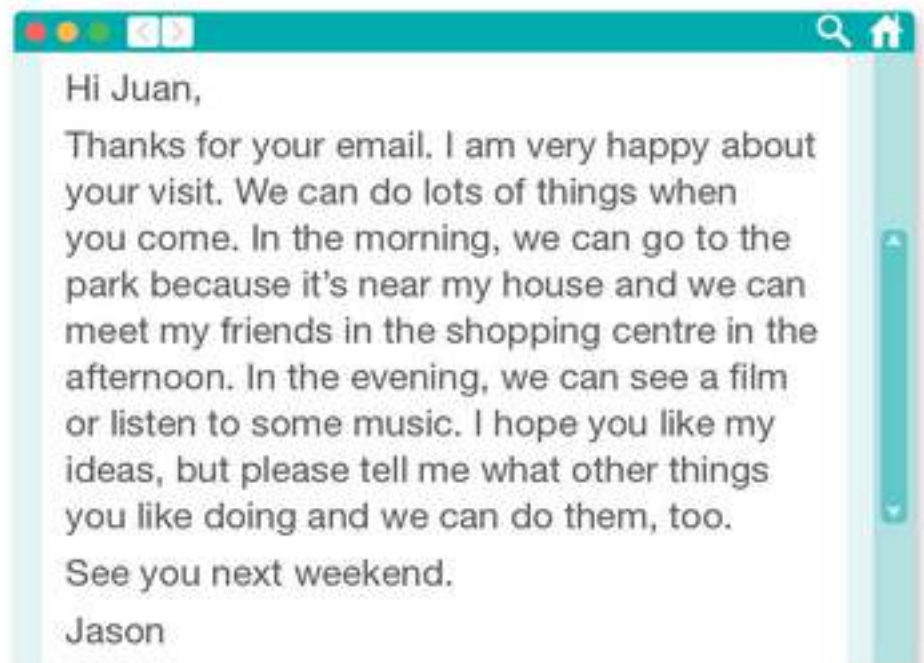 Hi Juan,
Thanks for your email. I am very happy about
your visit. We can do lots of things when
you come. In the morning, we can go to the
park because it’s near my house and we can
meet my friends in the shopping centre in the
afternoon. In the evening, we can see a film
or listen to some music. I hope you like my
ideas, but please tell me what other things
you like doing and we can do them, too.
See you next weekend.
Jason